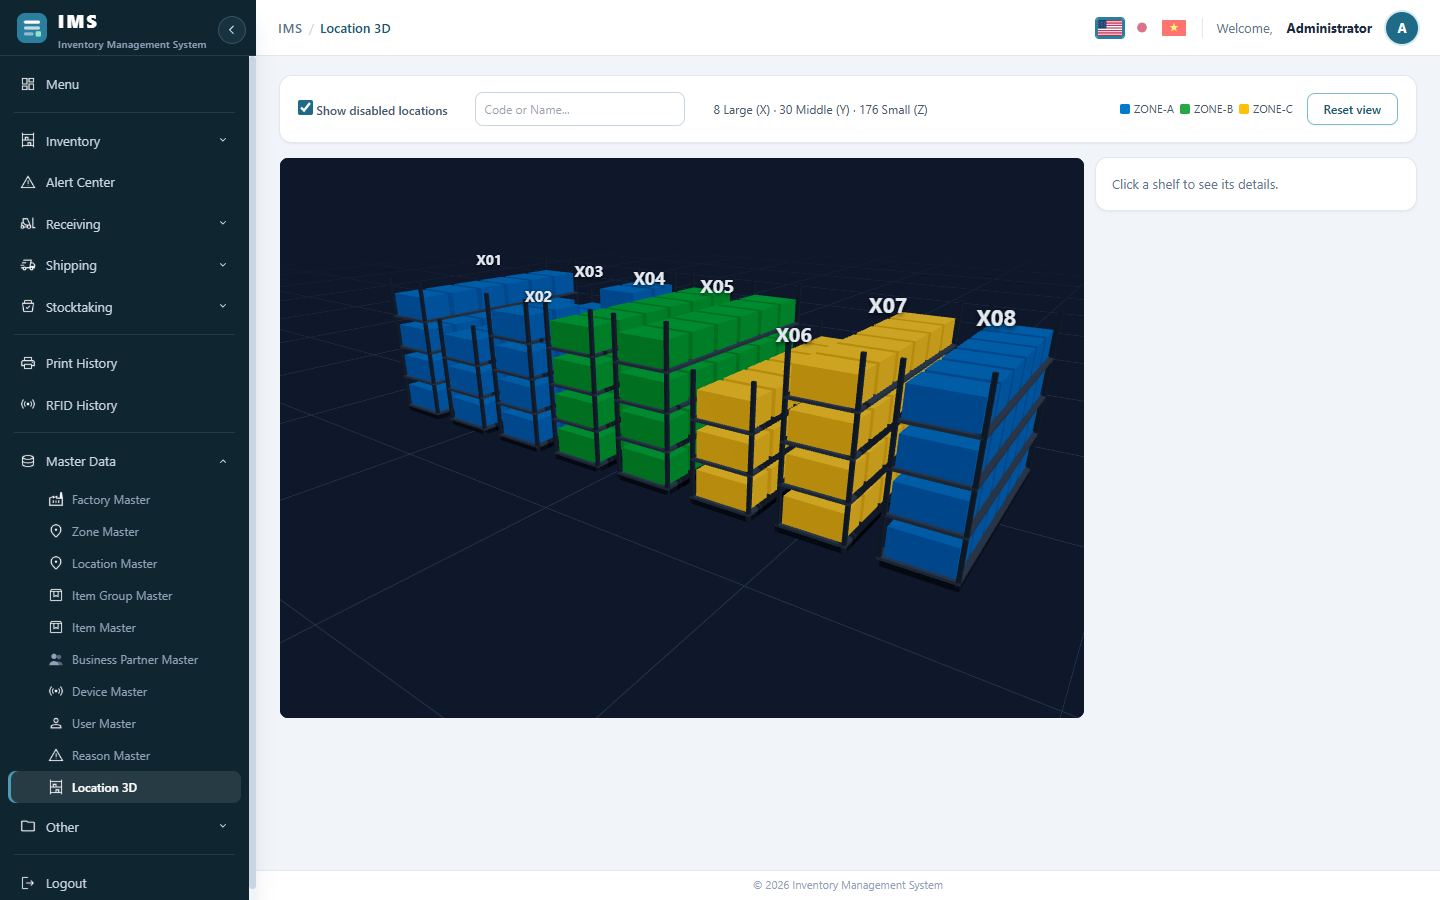 IMS
Inventory Management System
Menu
Inventory
Alert Center
Receiving
Shipping
Stocktaking
Print History
RFID History
Master Data
Factory Master
Zone Master
Location Master
Item Group Master
Item Master
Business Partner Master
Device Master
User Master
Reason Master
Location 3D
Other
Logout
IMS / Location 3D
Welcome, Administrator A
Show disabled locations
Code or Name...
8 Large (X) · 30 Middle (Y) · 176 Small (Z)
ZONE-A ZONE-B ZONE-C
Reset view
X01
X02
X03
X04
X05
X06
X07
X08
Click a shelf to see its details.
© 2026 Inventory Management System